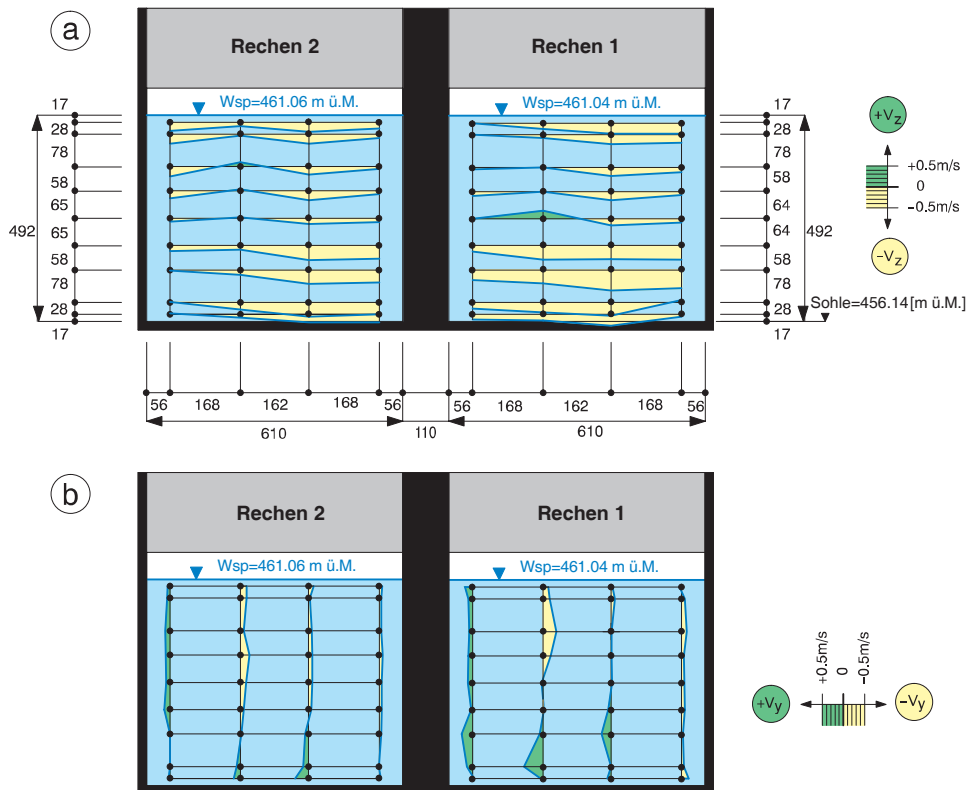 a
Rechen 2
Rechen 1
Wsp=461.06 m ü.M.
Wsp=461.04 m ü.M.
17
28
78
58
65
65
58
78
28
17
492
17
28
78
58
64
64
58
78
28
17
492
+Vz
+0.5m/s
0
−0.5m/s
−Vz
Sohle=456.14[m ü.M.]
56 168 162 168 56
610
110
56 168 162 168 56
610
b
Rechen 2
Rechen 1
Wsp=461.06 m ü.M.
Wsp=461.04 m ü.M.
+0.5m/s
0
−0.5m/s
+Vy
−Vy